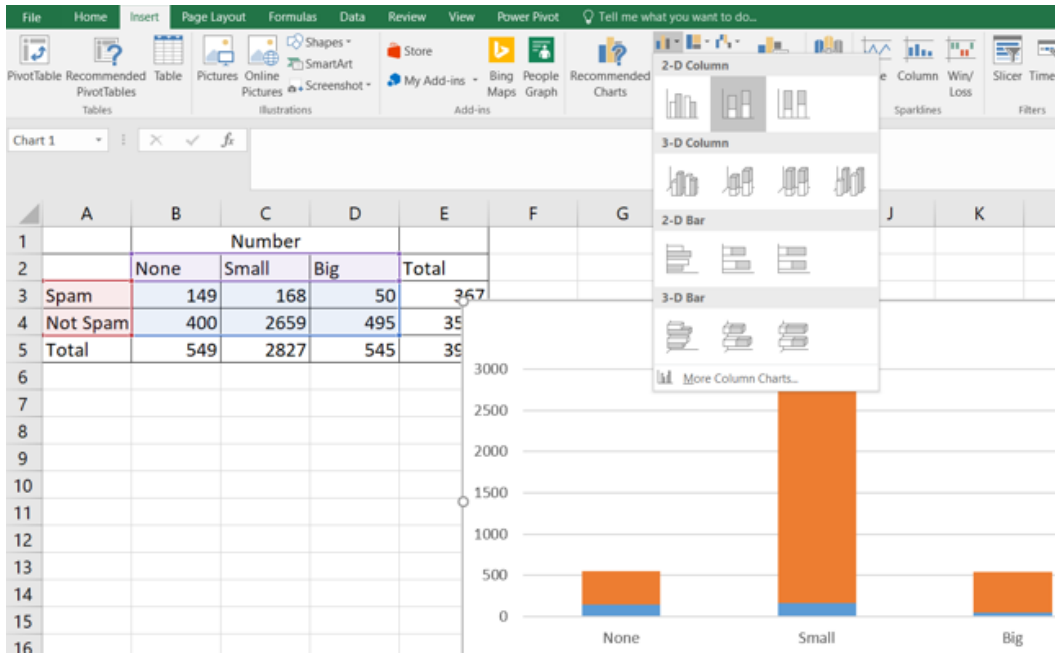 File Home Insert Page Layout Formulas Data Review View Power Pivot Tell me what you want to do...
PivotTable Recommended PivotTables Table
Tables
Pictures Online Pictures Shapes SmartArt Screenshot
Illustrations
Store My Add-ins Bing Maps People Graph
Add-ins
Recommended Charts
Column Win/ Loss
Sparklines
Slicer Time
Filters
Chart 1 fx
2-D Column
3-D Column
2-D Bar
3-D Bar
More Column Charts...
A B C D E F G J K
1 Number
2 None Small Big Total
3 Spam 149 168 50 367
4 Not Spam 400 2659 495 35
5 Total 549 2827 545 39
6
7
8
9
10
11
12
13
14
15
16
3000
2500
2000
1500
1000
500
0
None Small Big